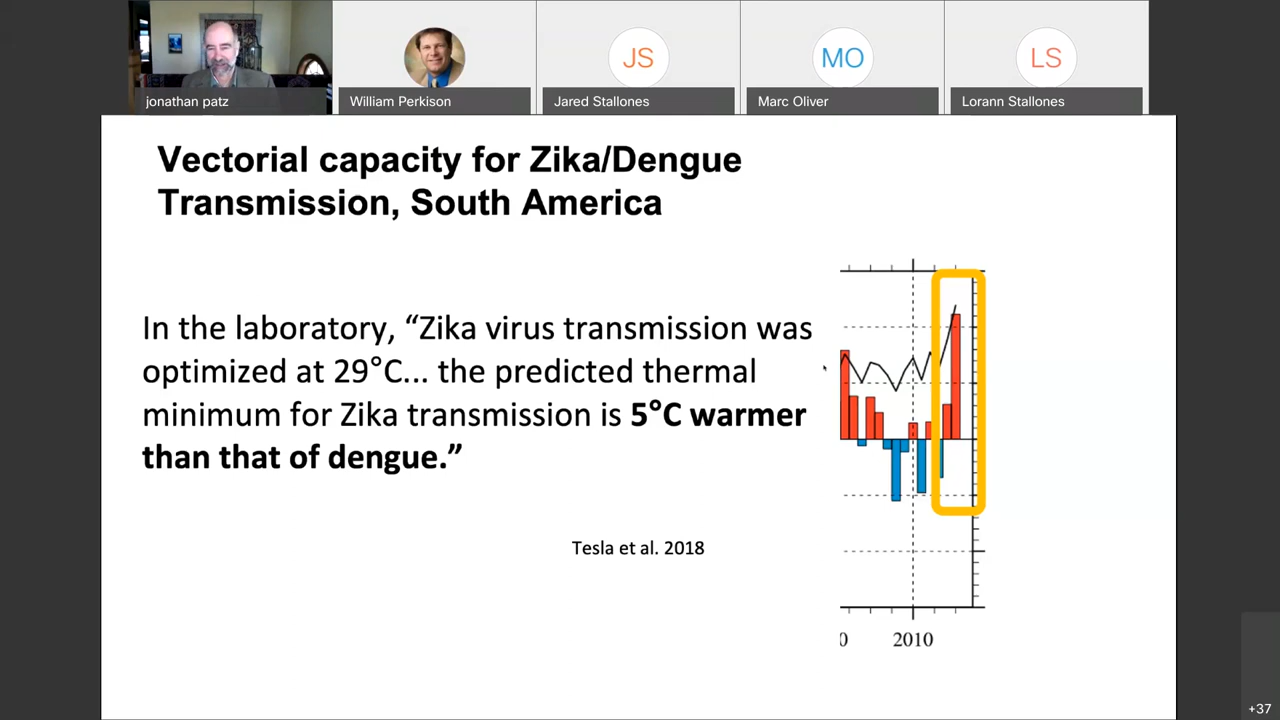 JS
MO
LS
jonathan patz
William Perkison
Jared Stallones
Marc Oliver
Lorann Stallones
Vectorial capacity for Zika/Dengue
Transmission, South America
In the laboratory, “Zika virus transmission was
optimized at 29°C... the predicted thermal
minimum for Zika transmission is 5°C warmer
than that of dengue.”
Tesla et al. 2018
0
2010
+37